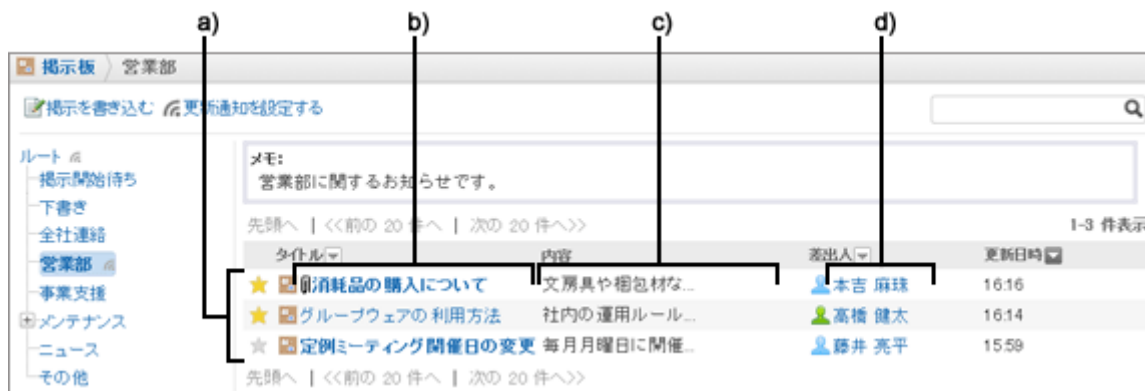 a) b) c) d)
掲示板 営業部
掲示を書き込む 更新通知を設定する
ルート
掲示開始待ち
下書き
全社連絡
営業部
事業支援
メンテナンス
ニュース
その他
メモ:
営業部に関するお知らせです。
先頭へ | <<前の 20 件へ | 次の 20 件へ>>
1-3 件表示
タイトル 内容 差出人 更新日時
消耗品の購入について 文房具や梱包材な... 本吉 麻珠 16:16
グループウェアの利用方法 社内の運用ルール... 高橋 健太 16:14
定例ミーティング開催日の変更 毎月月曜日に開催... 藤井 亮平 15:59
先頭へ | <<前の 20 件へ | 次の 20 件へ>>